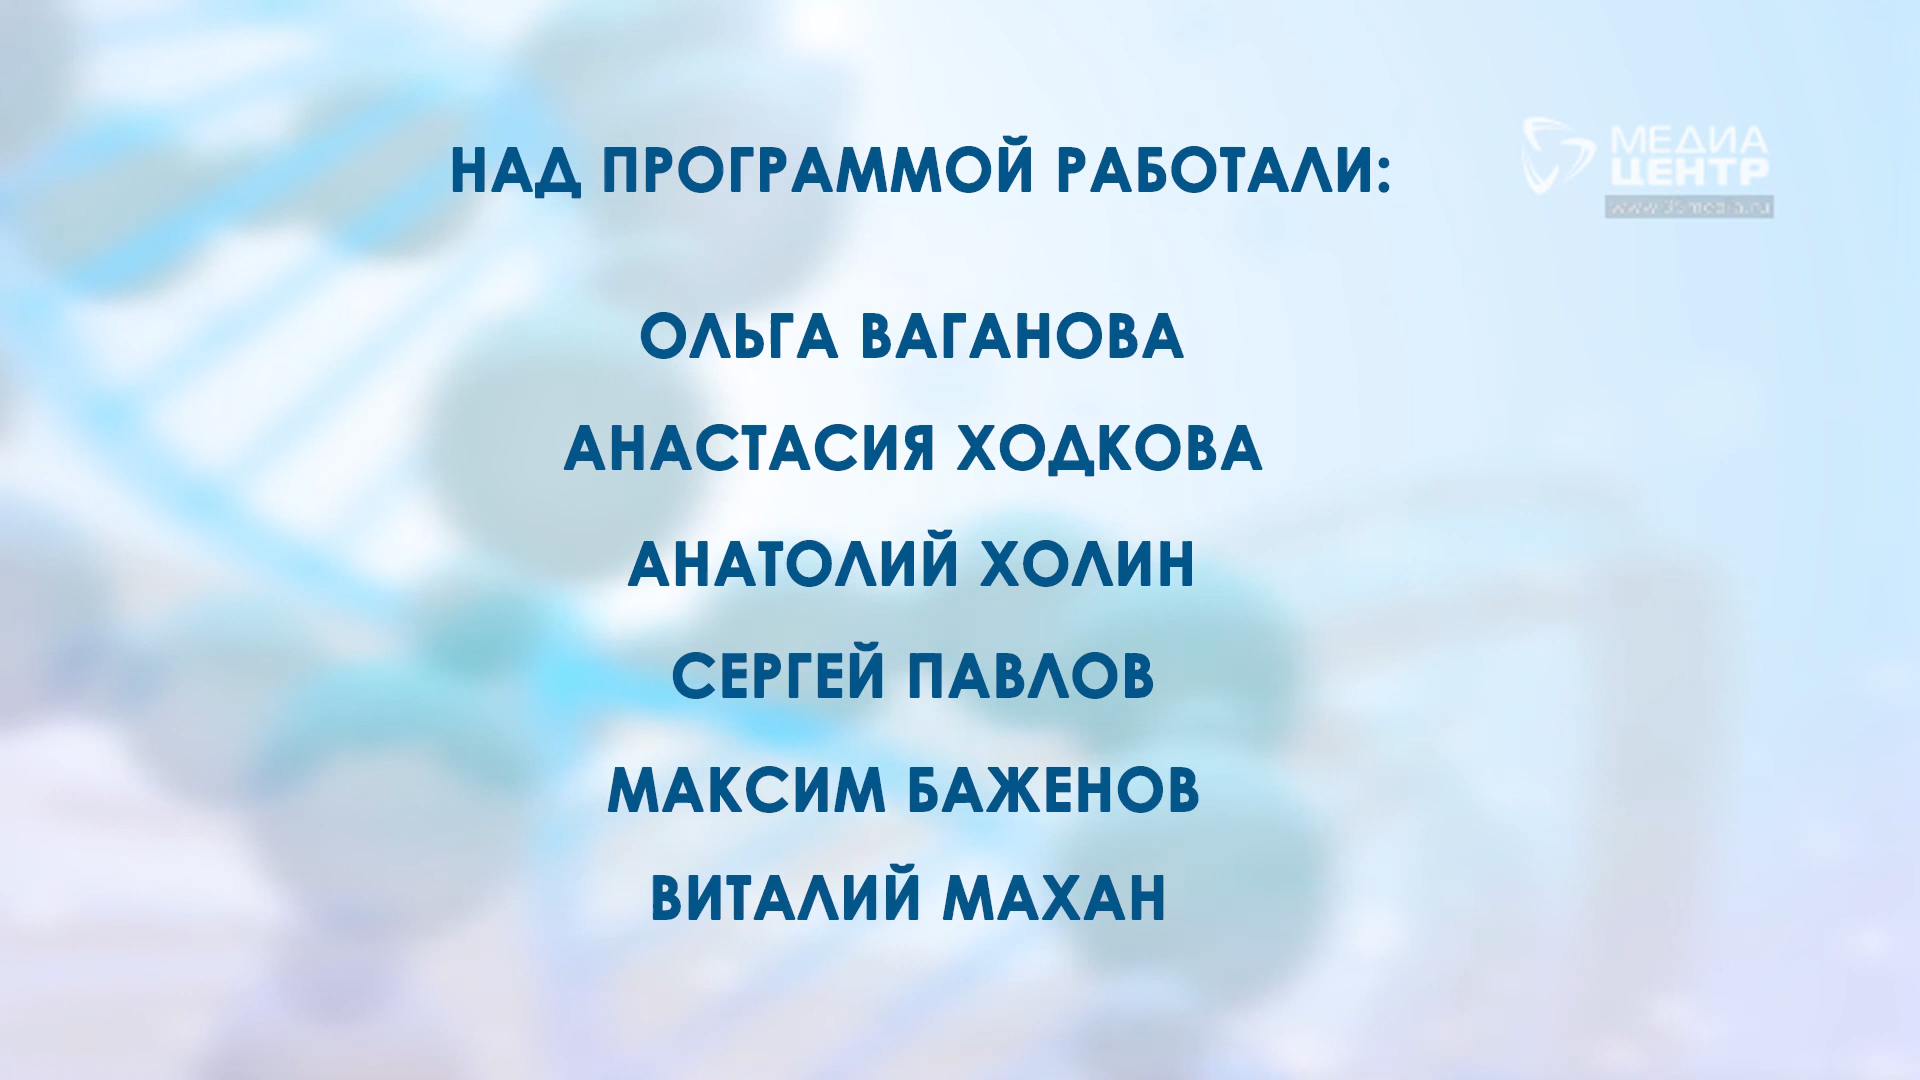 НАД ПРОГРАММОЙ РАБОТАЛИ:
МЕДИА
ЦЕНТР
ОЛЬГА ВАГАНОВА
АНАСТАСИЯ ХОДКОВА
АНАТОЛИЙ ХОЛИН
СЕРГЕЙ ПАВЛОВ
МАКСИМ БАЖЕНОВ
ВИТАЛИЙ МАХАН